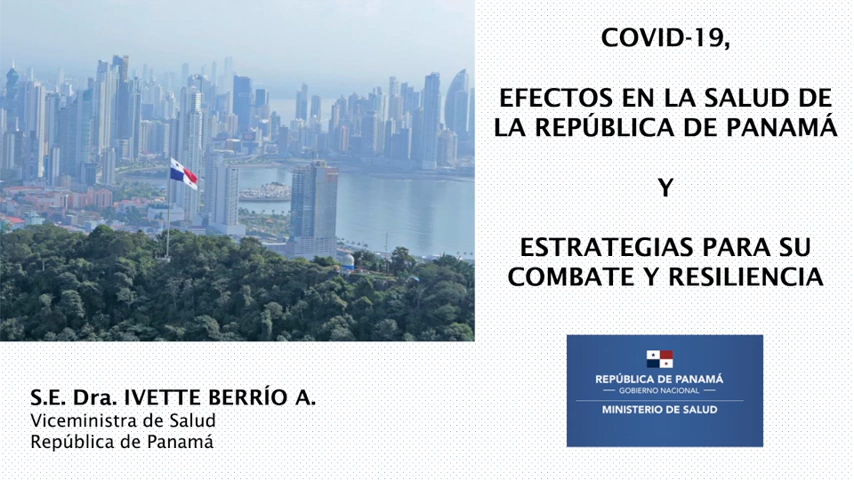 COVID-19,
EFECTOS EN LA SALUD DE
LA REPÚBLICA DE PANAMÁ
Y
ESTRATEGIAS PARA SU
COMBATE Y RESILIENCIA
REPÚBLICA DE PANAMÁ
GOBIERNO NACIONAL
MINISTERIO DE SALUD
S.E. Dra. IVETTE BERRÍO A.
Viceministra de Salud
República de Panamá